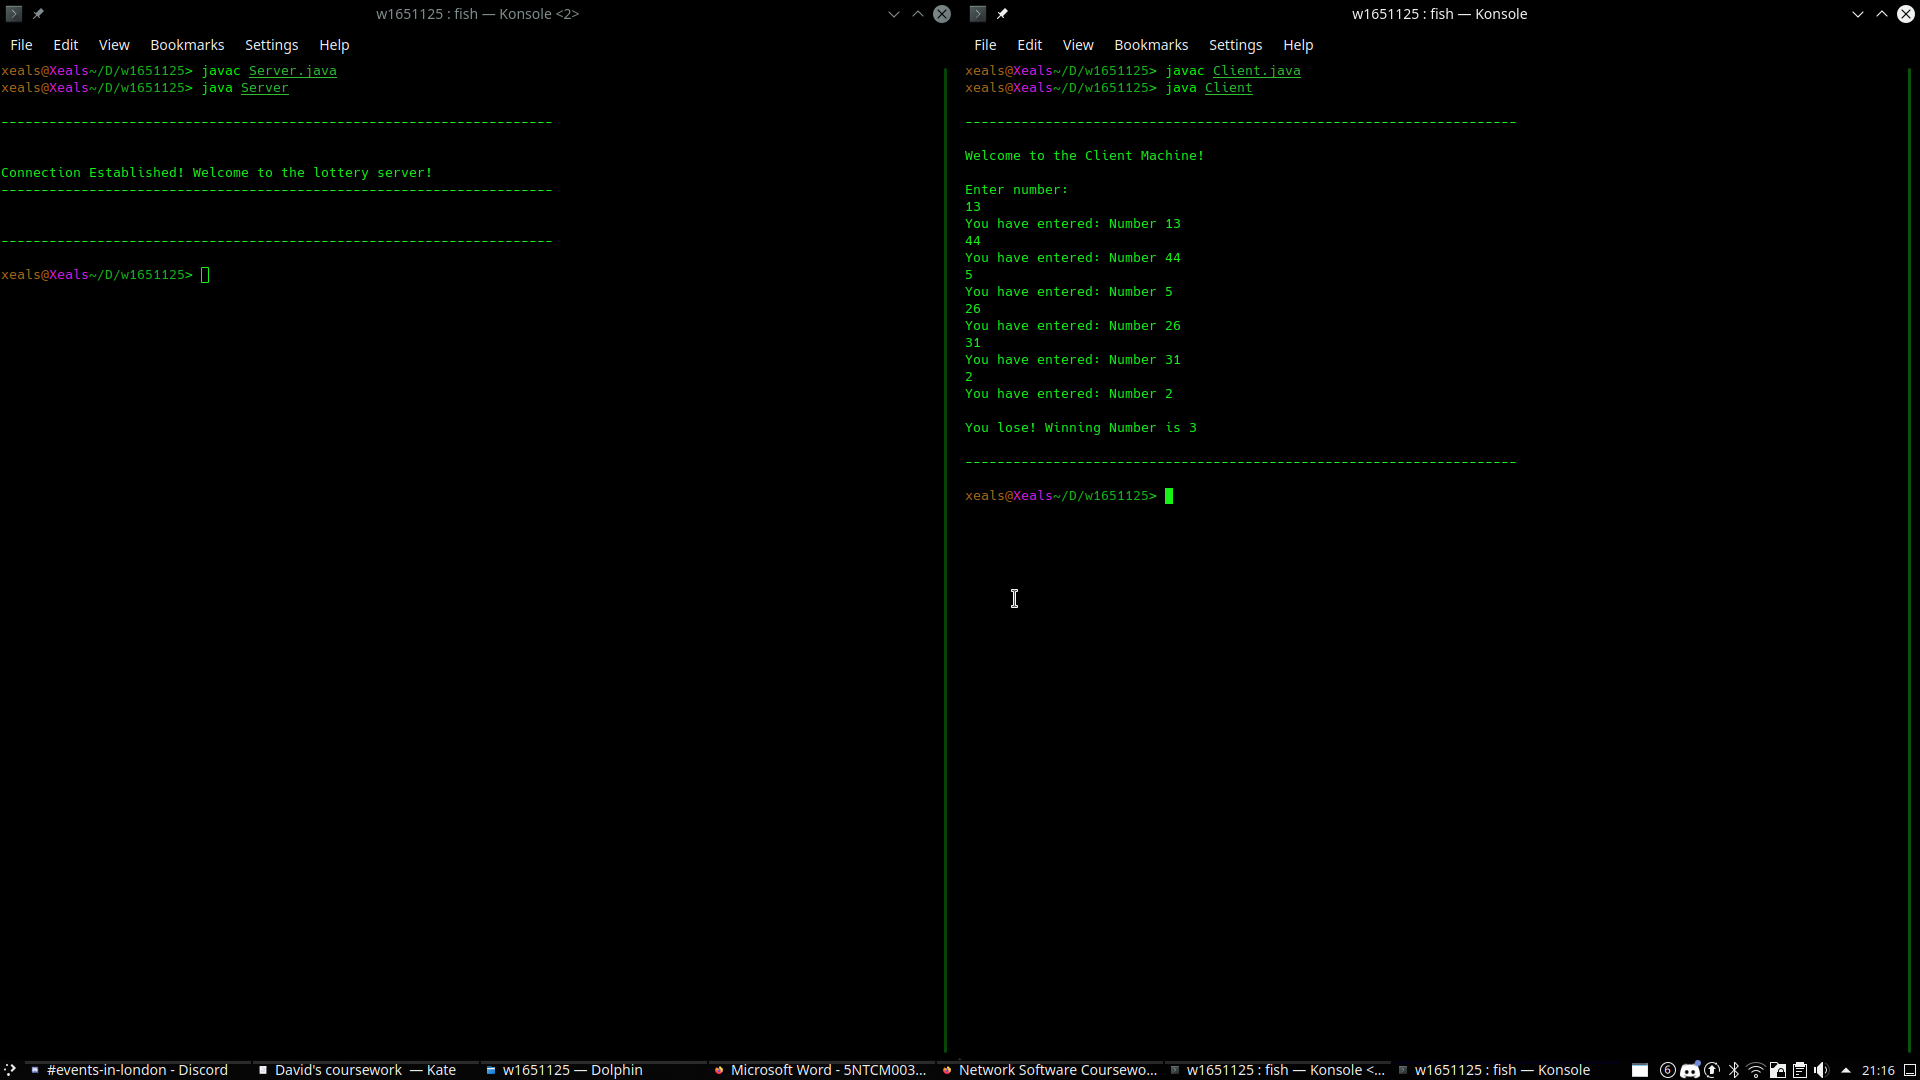 w1651125 : fish — Konsole <2>
File Edit View Bookmarks Settings Help
xeals@Xeals~/D/w1651125> javac Server.java
xeals@Xeals~/D/w1651125> java Server
---------------------------------------------------------------------
Connection Established! Welcome to the lottery server!
---------------------------------------------------------------------
---------------------------------------------------------------------
xeals@Xeals~/D/w1651125>
w1651125 : fish — Konsole
File Edit View Bookmarks Settings Help
xeals@Xeals~/D/w1651125> javac Client.java
xeals@Xeals~/D/w1651125> java Client
---------------------------------------------------------------------
Welcome to the Client Machine!
Enter number:
13
You have entered: Number 13
44
You have entered: Number 44
5
You have entered: Number 5
26
You have entered: Number 26
31
You have entered: Number 31
2
You have entered: Number 2
You lose! Winning Number is 3
---------------------------------------------------------------------
xeals@Xeals~/D/w1651125>
#events-in-london - Discord David's coursework — Kate w1651125 — Dolphin Microsoft Word - 5NTCM003... Network Software Coursewo... w1651125 : fish — Konsole <... w1651125 : fish — Konsole 6 21:16